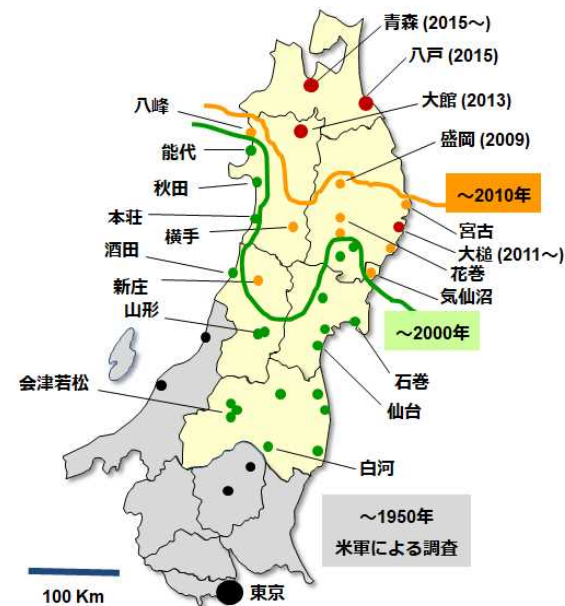 青森 (2015～)
八戸 (2015)
大館 (2013)
八峰
盛岡 (2009)
能代
秋田
～2010年
本荘
宮古
横手
大槌 (2011～)
酒田
花巻
新庄
気仙沼
山形
～2000年
石巻
会津若松
仙台
白河
～1950年
米軍による調査
100 Km
東京